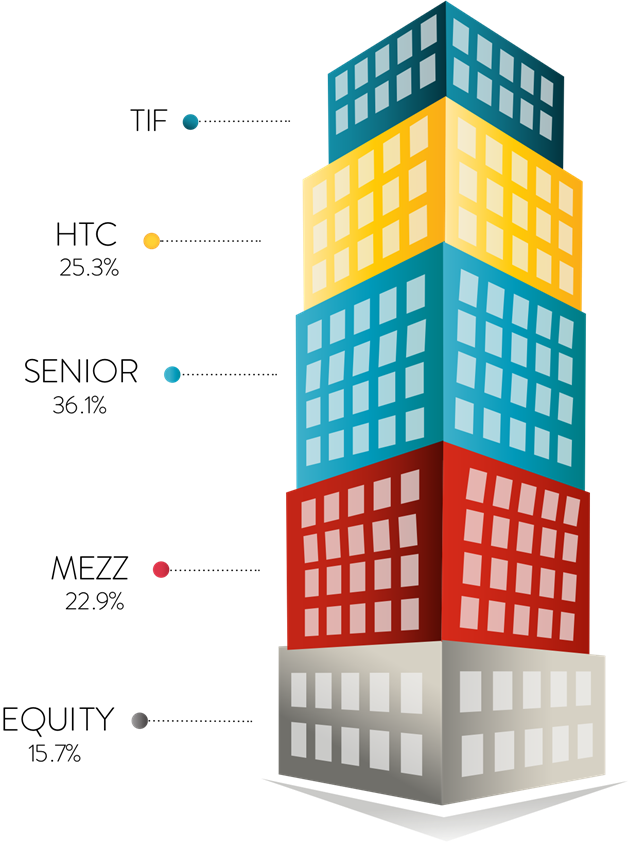 TIF
HTC
25.3%
SENIOR
36.1%
MEZZ
22.9%
EQUITY
15.7%